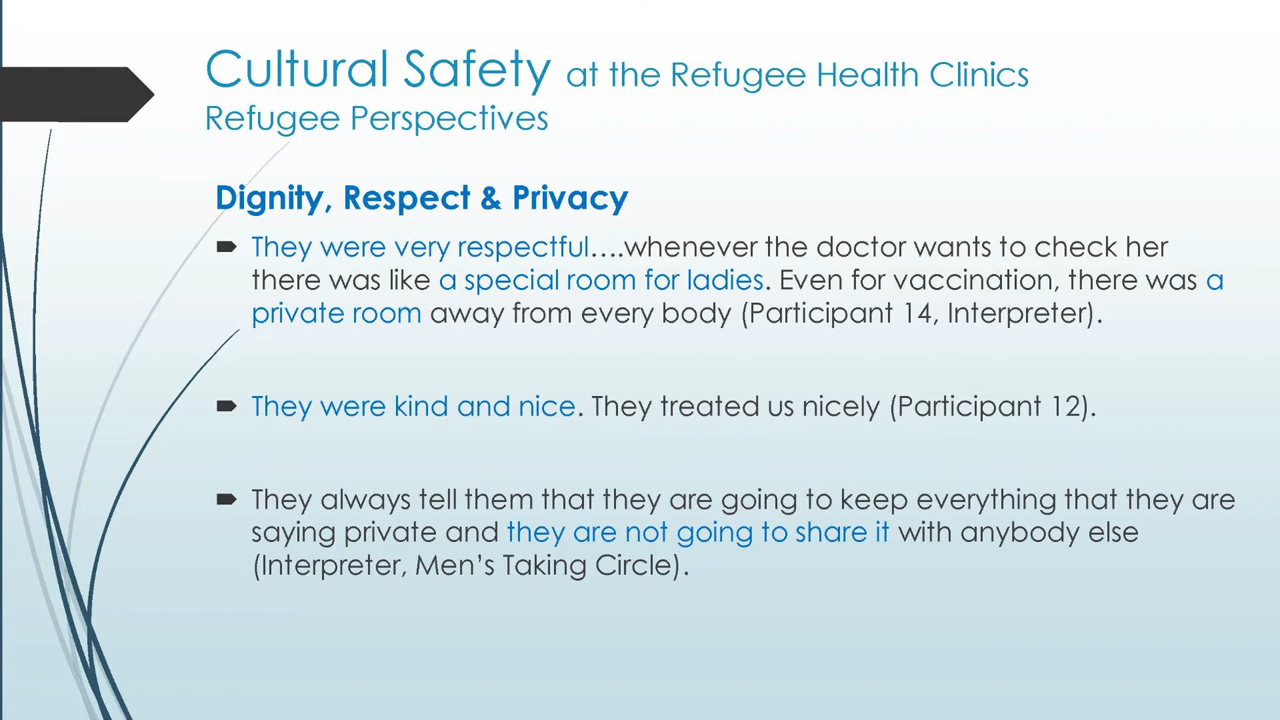 Cultural Safety at the Refugee Health Clinics
Refugee Perspectives
Dignity, Respect & Privacy
They were very respectful….whenever the doctor wants to check her
there was like a special room for ladies. Even for vaccination, there was a
private room away from every body (Participant 14, Interpreter).
They were kind and nice. They treated us nicely (Participant 12).
They always tell them that they are going to keep everything that they are
saying private and they are not going to share it with anybody else
(Interpreter, Men’s Taking Circle).